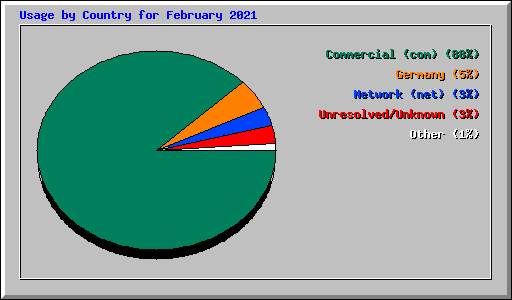 Usage by Country for February 2021
Commercial (com) (88%)
Germany (5%)
Network (net) (3%)
Unresolved/Unknown (3%)
Other (1%)